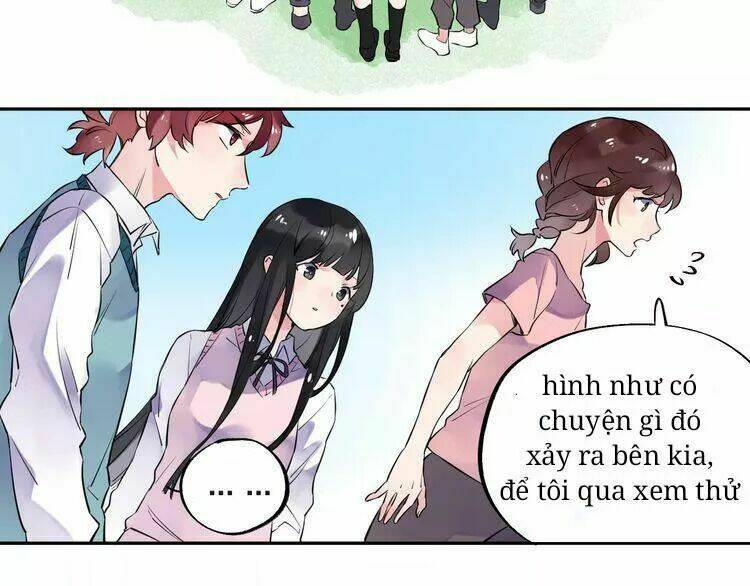 ... ...
hình như có
chuyện gì đó
xảy ra bên kia,
để tôi qua xem thử